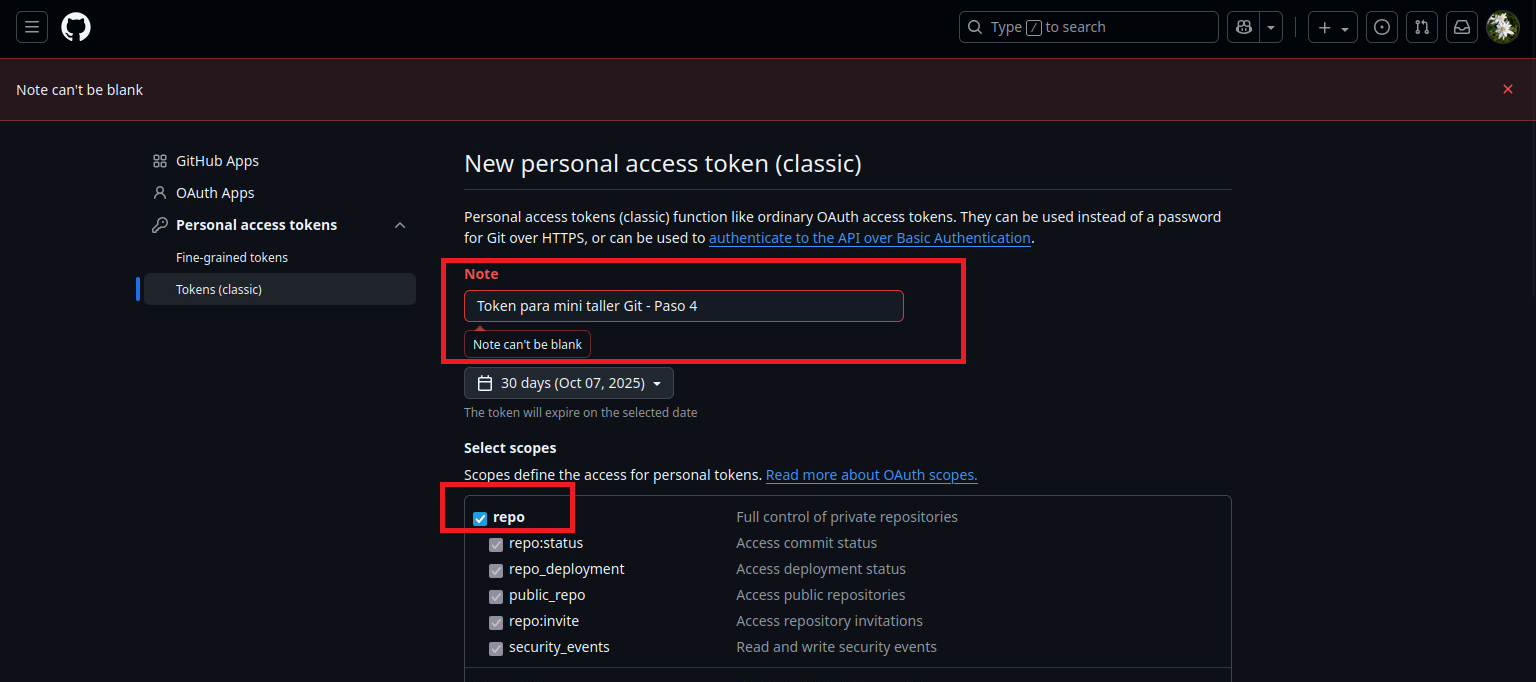 Type / to search
Note can't be blank
GitHub Apps
OAuth Apps
Personal access tokens
Fine-grained tokens
Tokens (classic)
New personal access token (classic)
Personal access tokens (classic) function like ordinary OAuth access tokens. They can be used instead of a password
for Git over HTTPS, or can be used to authenticate to the API over Basic Authentication.
Note
Token para mini taller Git - Paso 4
Note can't be blank
30 days (Oct 07, 2025)
The token will expire on the selected date
Select scopes
Scopes define the access for personal tokens. Read more about OAuth scopes.
repo Full control of private repositories
repo:status Access commit status
repo_deployment Access deployment status
public_repo Access public repositories
repo:invite Access repository invitations
security_events Read and write security events